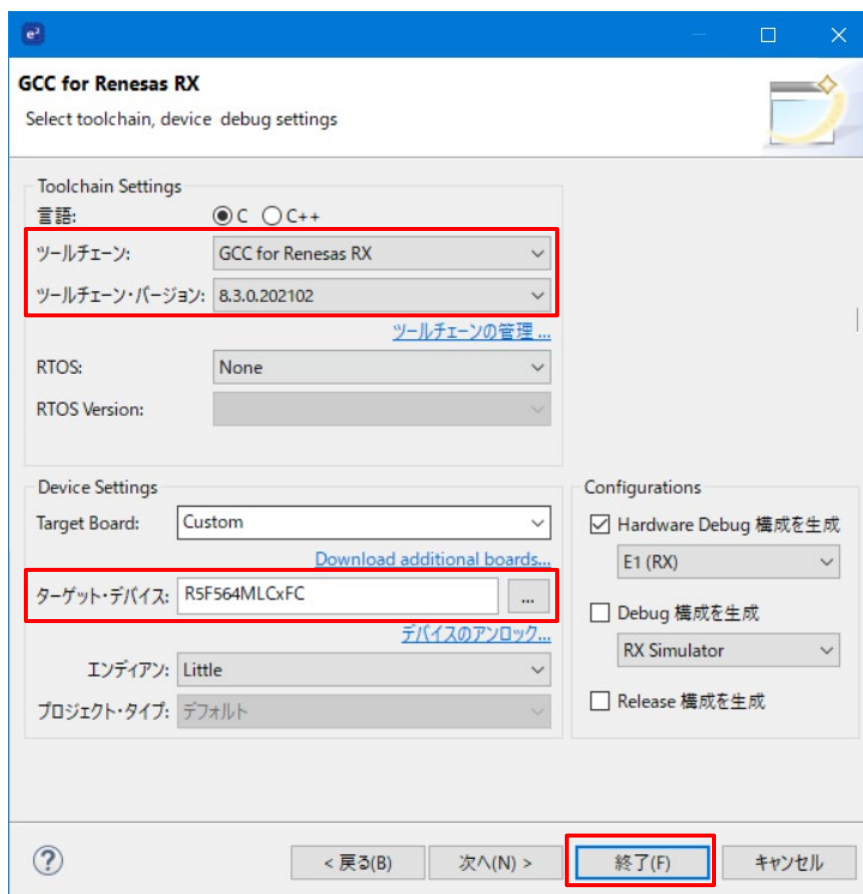 e²
GCC for Renesas RX
Select toolchain, device debug settings
Toolchain Settings
言語: C C++
ツールチェーン: GCC for Renesas RX
ツールチェーン・バージョン: 8.3.0.202102
ツールチェーンの管理 ...
RTOS: None
RTOS Version:
Device Settings
Target Board: Custom
Download additional boards...
ターゲット・デバイス: R5F564MLCxFC ...
デバイスのアンロック...
エンディアン: Little
プロジェクト・タイプ: デフォルト
Configurations
Hardware Debug 構成を生成
E1 (RX)
Debug 構成を生成
RX Simulator
Release 構成を生成
? < 戻る(B) 次へ(N) > 終了(F) キャンセル